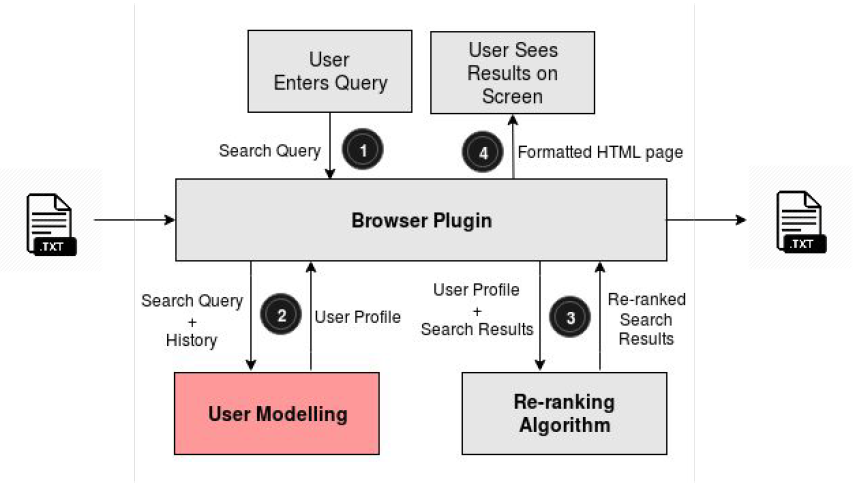 User
Enters Query
User Sees
Results on
Screen
Search Query
1
4
Formatted HTML page
.TXT
Browser Plugin
.TXT
Search Query
+
History
2
User Profile
User Profile
+
Search Results
3
Re-ranked
Search
Results
User Modelling
Re-ranking
Algorithm